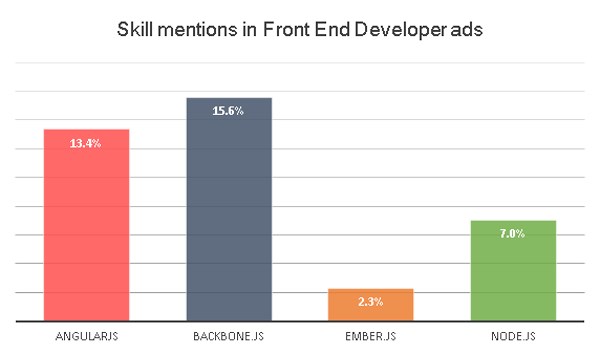 Skill mentions in Front End Developer ads
13.4%
15.6%
2.3%
7.0%
ANGULARJS
BACKBONE.JS
EMBER.JS
NODE.JS